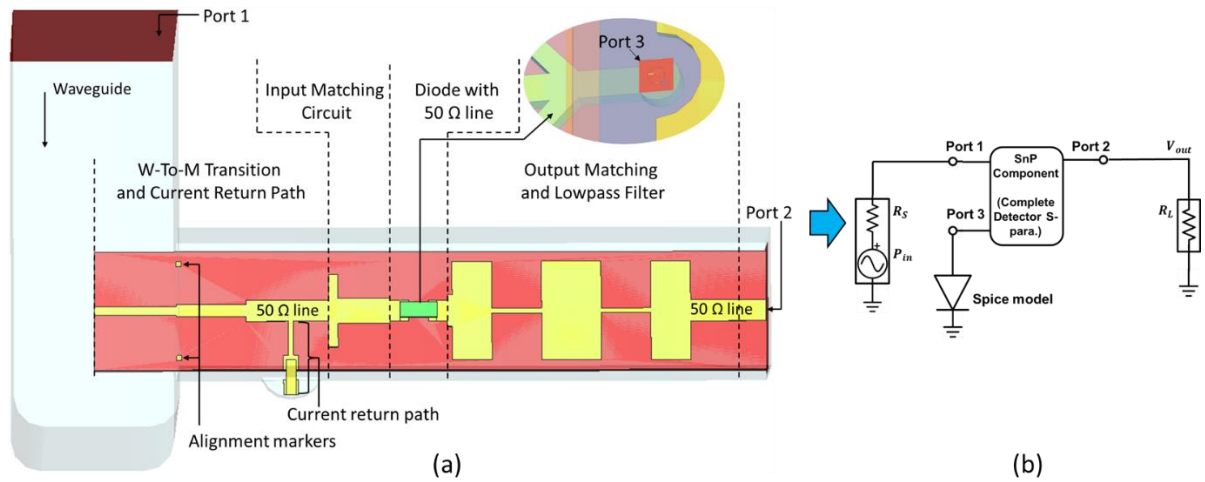 Port 1
Waveguide
Input Matching
Circuit
Diode with
50 Ω line
Port 3
W-To-M Transition
and Current Return Path
Output Matching
and Lowpass Filter
Port 2
50 Ω line
50 Ω line
Current return path
Alignment markers
(a)
Port 1
SnP
Component
(Complete
Detector S-
para.)
Port 2
V_out
R_S
P_in
Port 3
R_L
Spice model
(b)